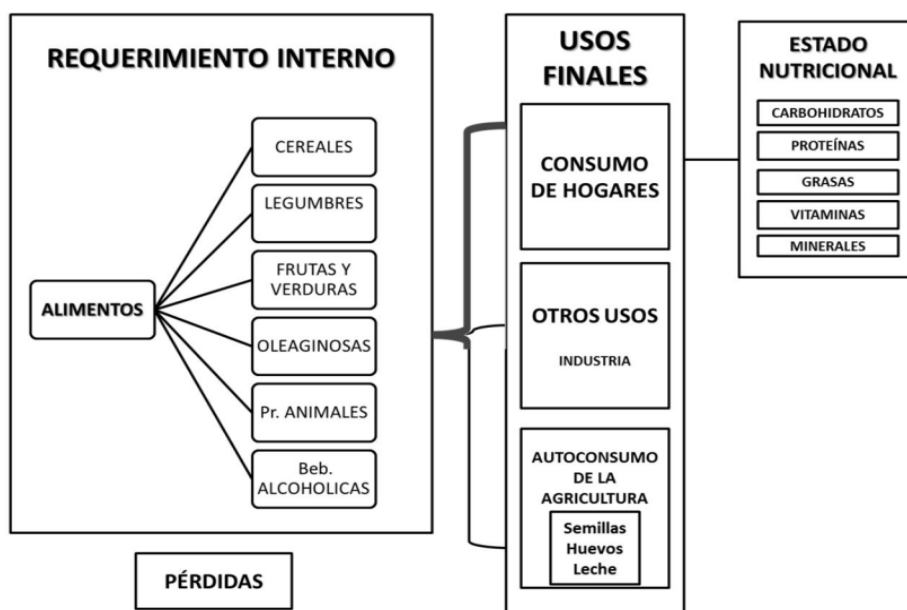 REQUERIMIENTO INTERNO
ALIMENTOS
CEREALES
LEGUMBRES
FRUTAS Y
VERDURAS
OLEAGINOSAS
Pr. ANIMALES
Beb.
ALCOHOLICAS
PÉRDIDAS
USOS
FINALES
CONSUMO
DE HOGARES
OTROS USOS
INDUSTRIA
AUTOCONSUMO
DE LA
AGRICULTURA
Semillas
Huevos
Leche
ESTADO
NUTRICIONAL
CARBOHIDRATOS
PROTEÍNAS
GRASAS
VITAMINAS
MINERALES